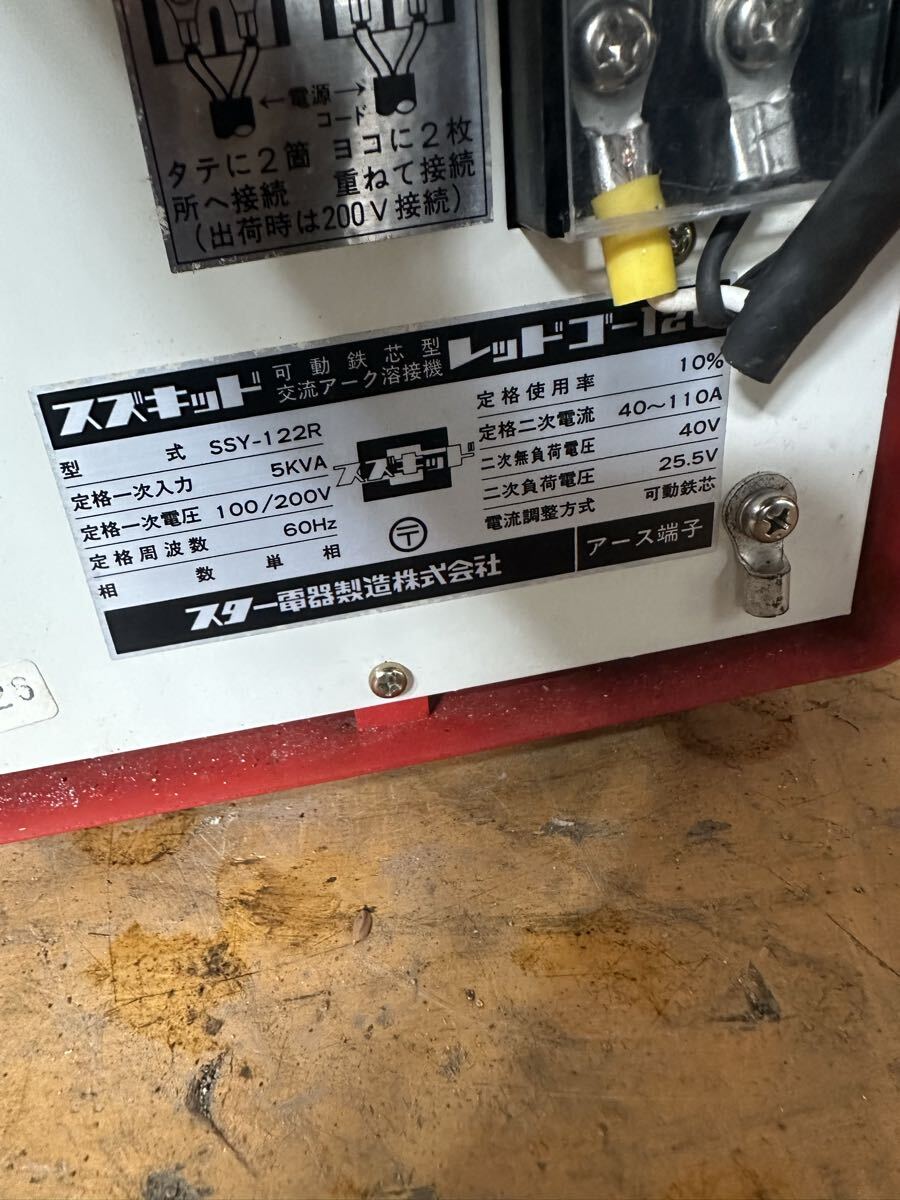 ←電源→
コード
タテに2箇 ヨコに2枚
所へ接続 重ねて接続
(出荷時は200V接続)
スズキッド 可動鉄芯型 レッドゴー12
交流アーク溶接機
型式 SSY-122R
定格一次入力 5KVA
定格一次電圧 100/200V
定格周波数 60Hz
相数 単相
スズキッド
〒
定格使用率 10%
定格二次電流 40〜110A
二次無負荷電圧 40V
二次負荷電圧 25.5V
電流調整方式 可動鉄芯
スター電器製造株式会社
アース端子